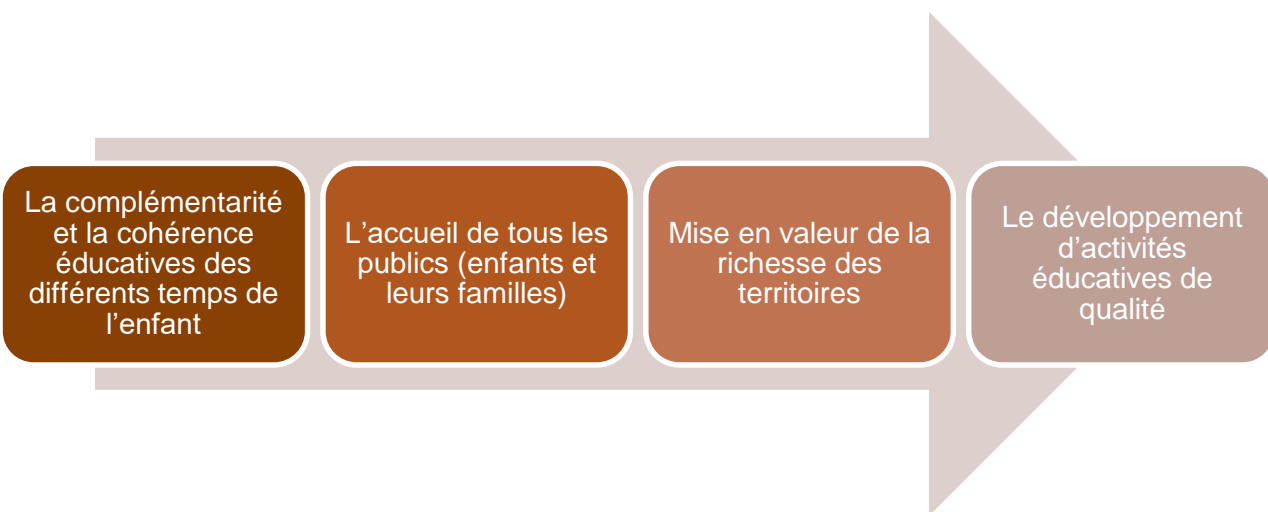 La complémentarité
et la cohérence
éducatives des
différents temps de
l’enfant
L’accueil de tous les
publics (enfants et
leurs familles)
Mise en valeur de la
richesse des
territoires
Le développement
d’activités
éducatives de
qualité